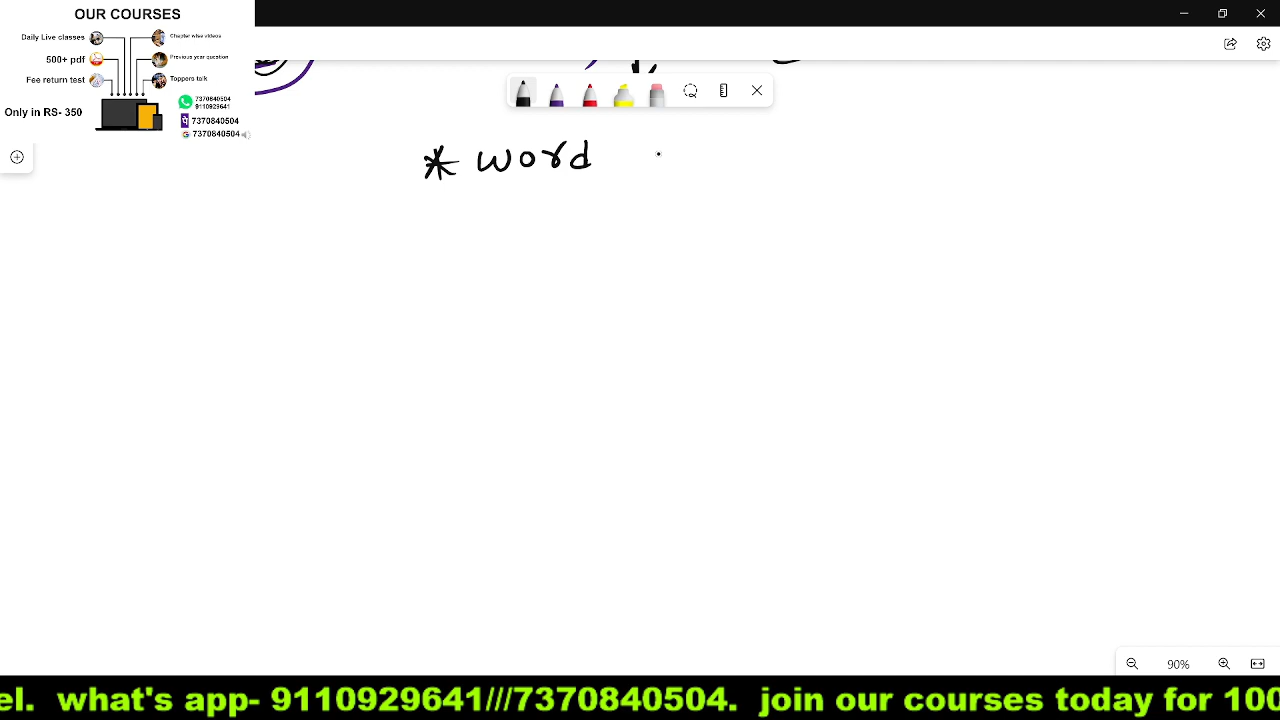 OUR COURSES
Daily Live classes
Chapter wise videos
500+ pdf
Previous year question
Fee return test
Toppers talk
Only in RS- 350
7370840504
9110929641
7370840504
7370840504
* word
90%
el. what's app- 9110929641///7370840504. join our courses today for 100